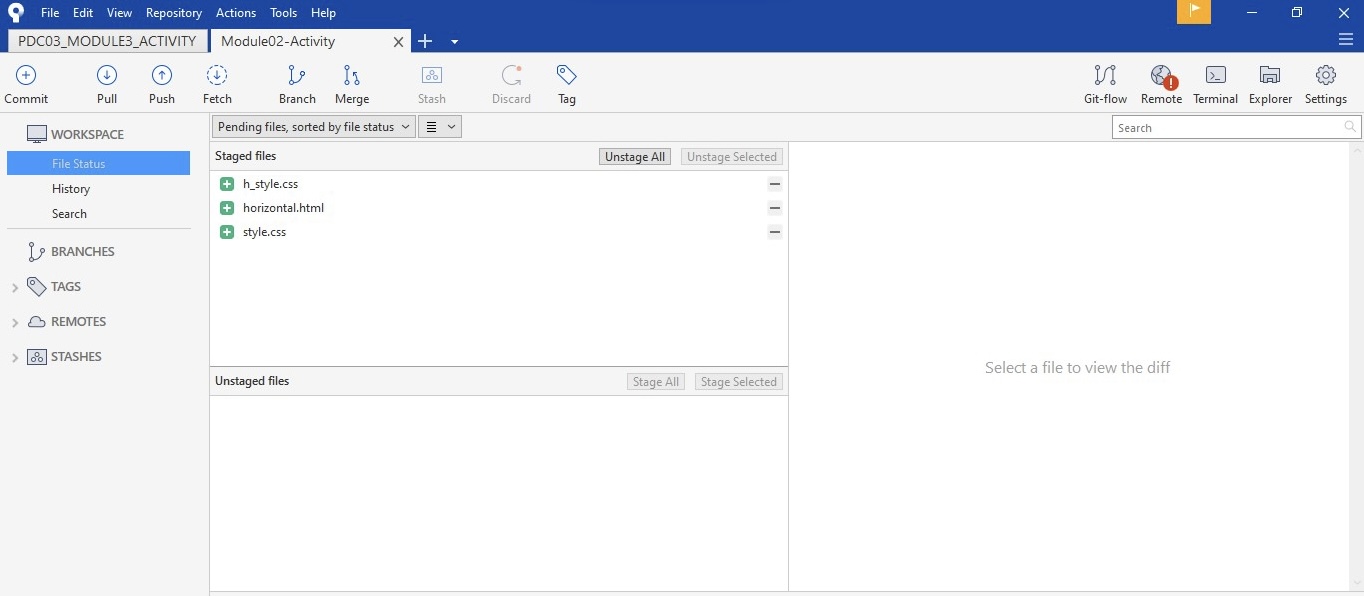 File Edit View Repository Actions Tools Help
PDC03_MODULE3_ACTIVITY Module02-Activity
Commit Pull Push Fetch Branch Merge Stash Discard Tag Git-flow Remote Terminal Explorer Settings
WORKSPACE
File Status
History
Search
BRANCHES
TAGS
REMOTES
STASHES
Pending files, sorted by file status
Search
Staged files Unstage All Unstage Selected
h_style.css
horizontal.html
style.css
Unstaged files Stage All Stage Selected
Select a file to view the diff